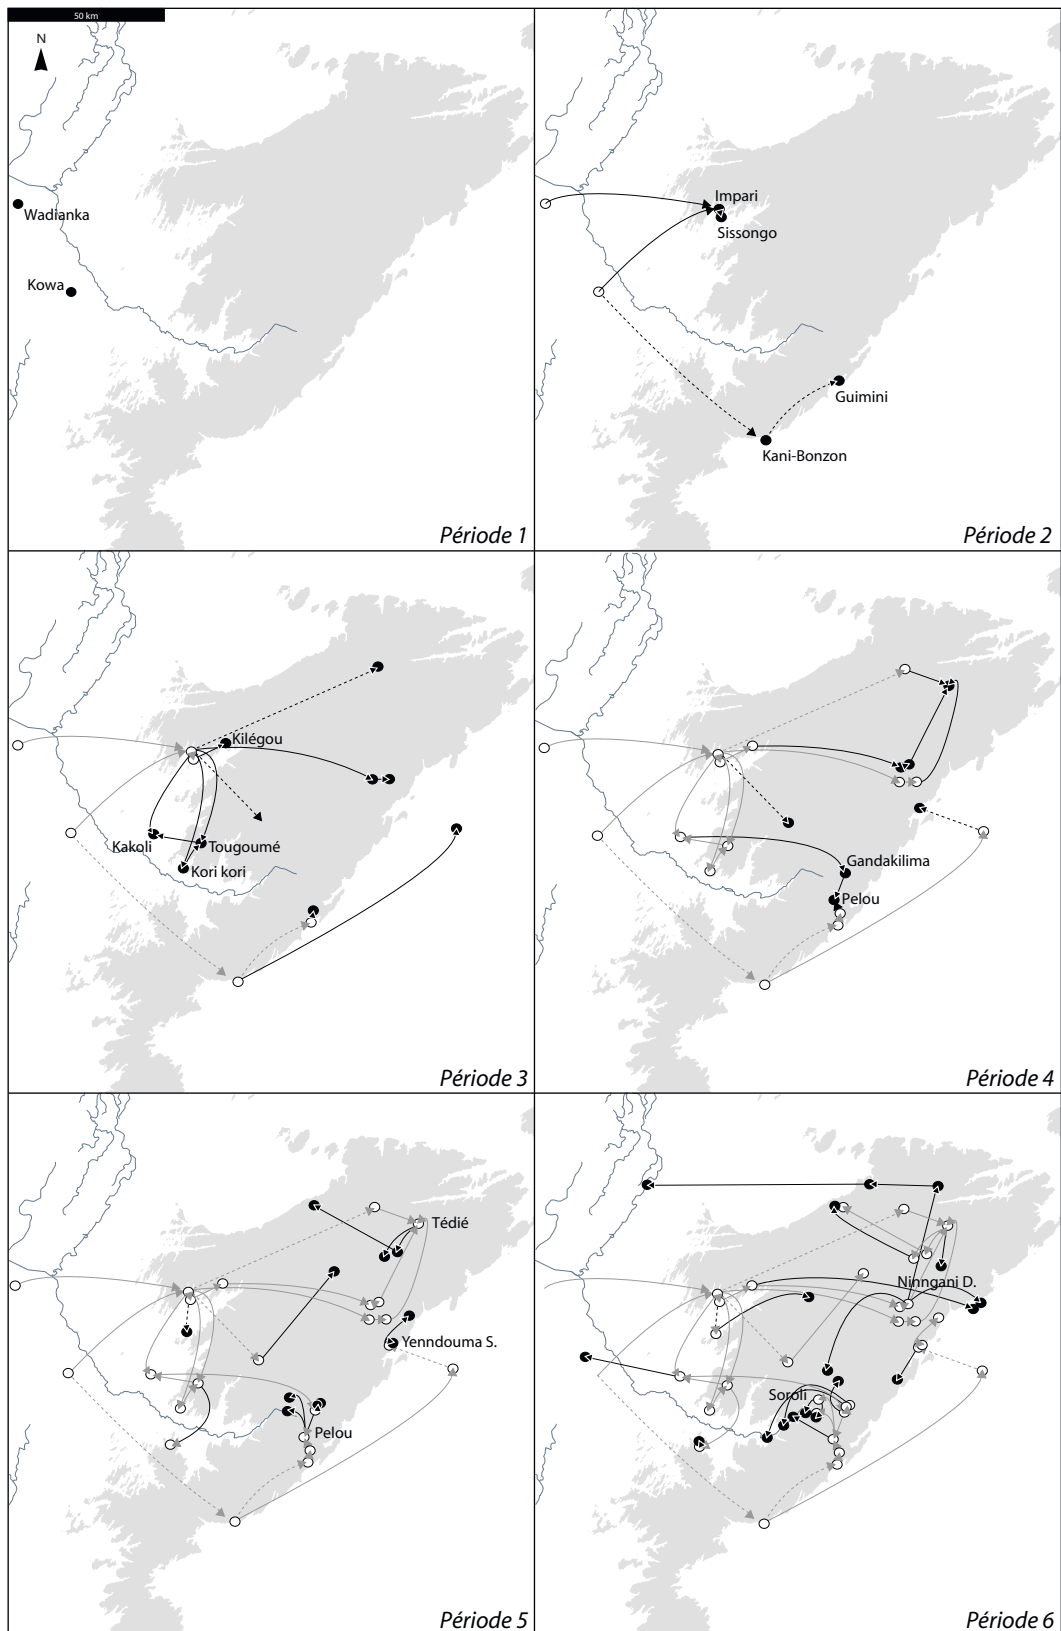 50 km
N
Wadianka
Kowa
Période 1
Impari
Sissongo
Guimini
Kani-Bonzon
Période 2
Kilégou
Kakoli
Tougoumé
Kori kori
Période 3
Gandakilima
Pelou
Période 4
Tédié
Yenndouma S.
Pelou
Période 5
Ninngani D.
Soroli
Période 6